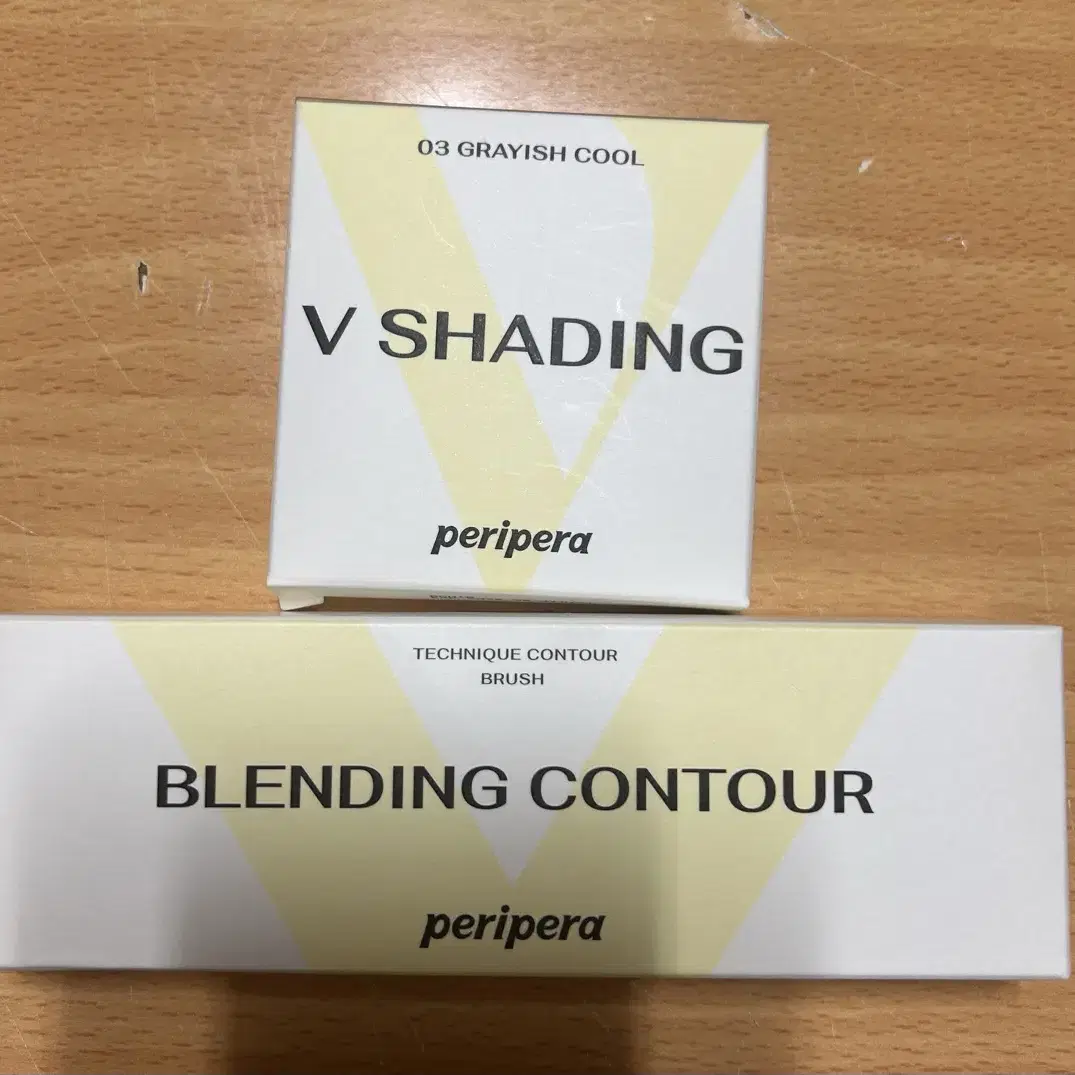 03 GRAYISH COOL
V SHADING
peripera
TECHNIQUE CONTOUR
BRUSH
BLENDING CONTOUR
peripera